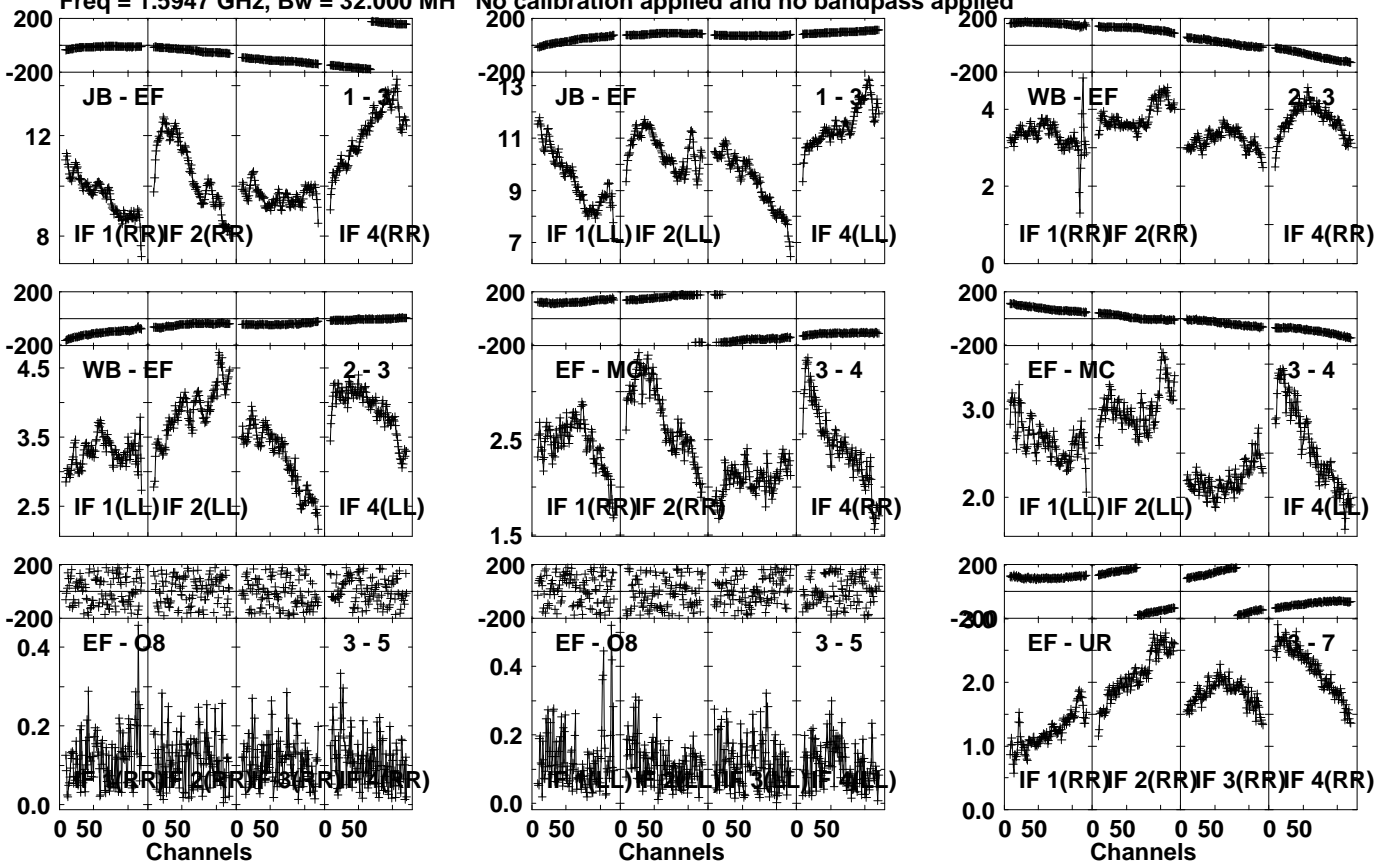 Freq = 1.5947 GHz, Bw = 32.000 MH No calibration applied and no bandpass applied
200
-200
JB - EF
1 - 3
12
8
IF 1(RR) IF 2(RR) IF 4(RR)
200
-200
13
JB - EF
1 - 3
11
9
7
IF 1(LL) IF 2(LL) IF 4(LL)
200
-200
WB - EF
2 - 3
4
2
0
IF 1(RR) IF 2(RR) IF 4(RR)
200
-200
WB - EF
2 - 3
4.5
3.5
2.5
IF 1(LL) IF 2(LL) IF 4(LL)
200
-200
EF - MC
3 - 4
2.5
1.5
IF 1(RR) IF 2(RR) IF 4(RR)
200
-200
EF - MC
3 - 4
3.0
2.0
IF 1(LL) IF 2(LL) IF 4(LL)
200
-200
EF - O8
3 - 5
0.4
0.2
0.0
IF 1(RR) IF 2(RR) IF 3(RR) IF 4(RR)
0 50 0 50 0 50 0 50
Channels
200
-200
EF - O8
3 - 5
0.4
0.2
0.0
IF 1(LL) IF 2(LL) IF 3(LL) IF 4(LL)
0 50 0 50 0 50 0 50
Channels
200
-200
3.0
EF - UR
3 - 7
2.0
1.0
0.0
IF 1(RR) IF 2(RR) IF 3(RR) IF 4(RR)
0 50 0 50 0 50 0 50
Channels